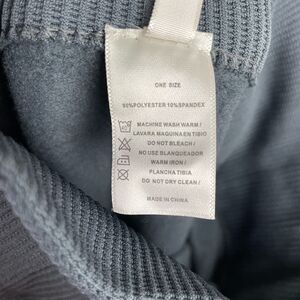 ONE SIZE
90%POLYESTER 10%SPANDEX
MACHINE WASH WARM /
LAVARA MAQUINA EN TIBIO
DO NOT BLEACH /
NO USE BLANQUEADOR
WARM IRON /
PLANCHA TIBIA
DO NOT DRY CLEAN /
MADE IN CHINA